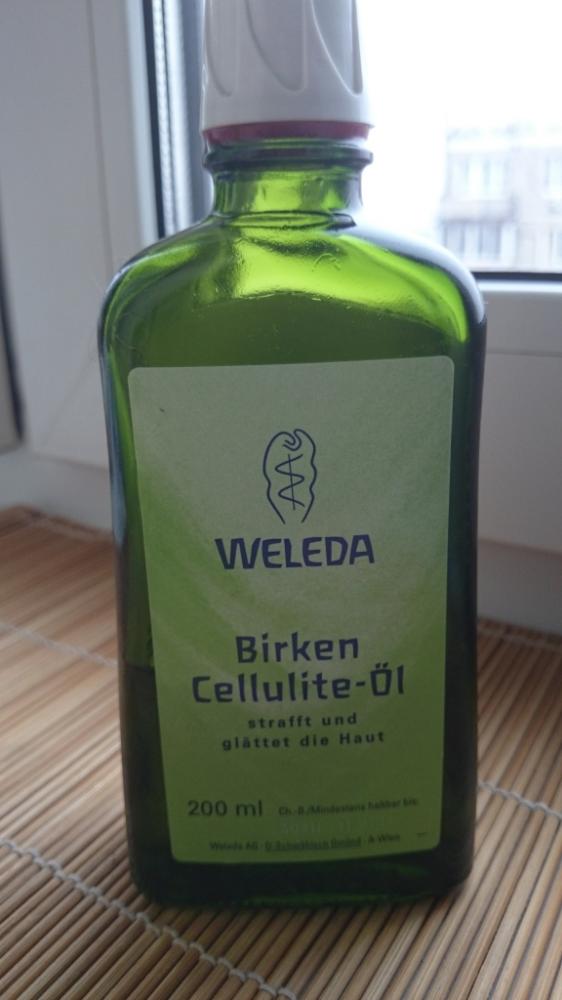 WELEDA
Birken
Cellulite-Öl
strafft und
glättet die Haut
200 ml Ch.-B./Mindestens haltbar bis:
Weleda AG · D Schwäbisch Gmünd · A Wien